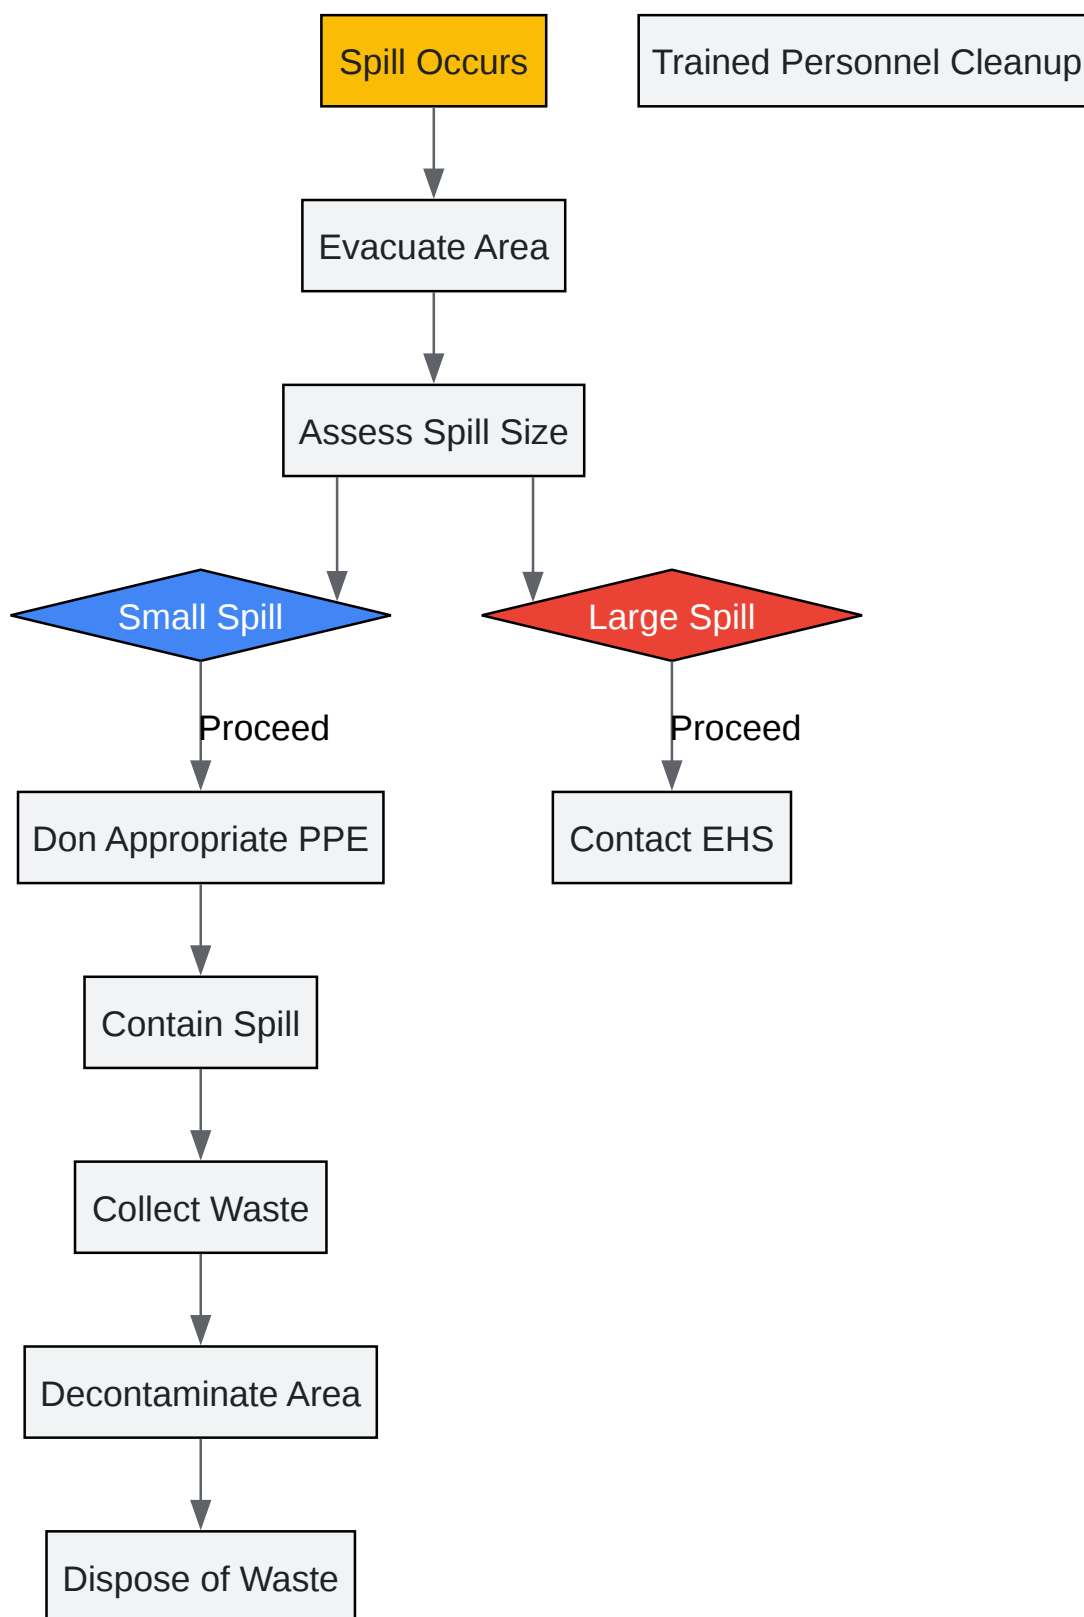 Spill Occurs
Trained Personnel Cleanup
Evacuate Area
Assess Spill Size
Small Spill
Large Spill
Proceed
Proceed
Don Appropriate PPE
Contact EHS
Contain Spill
Collect Waste
Decontaminate Area
Dispose of Waste